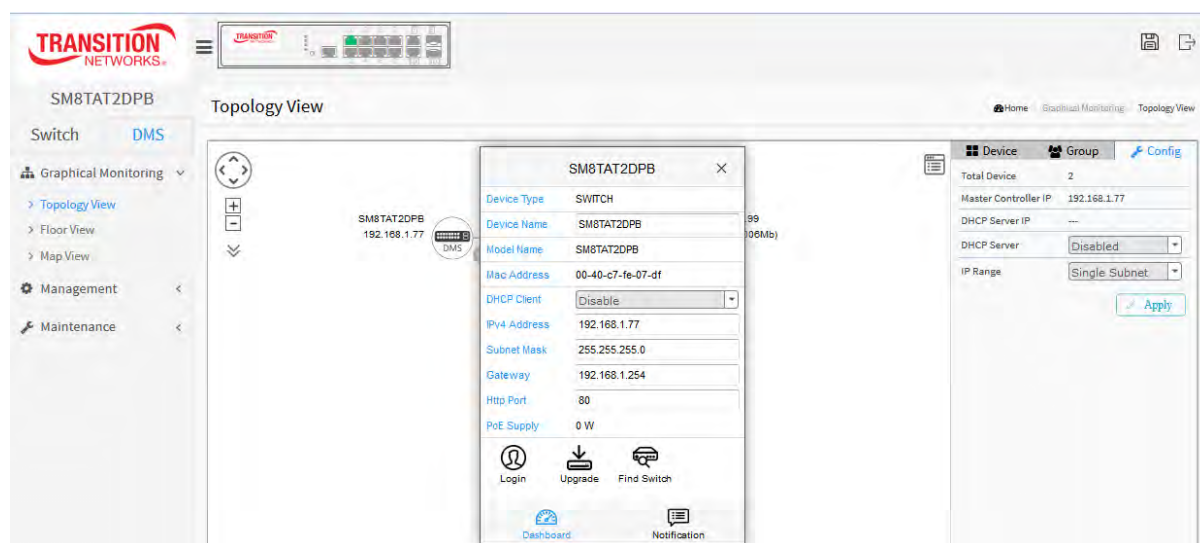 TRANSITION
NETWORKS®
TRANSITION
SM8TAT2DPB
Switch DMS
Graphical Monitoring
Topology View
Floor View
Map View
Management
Maintenance
Topology View
Home Graphical Monitoring Topology View
SM8TAT2DPB
192.168.1.77
DMS
.99
06Mb)
SM8TAT2DPB
Device Type SWITCH
Device Name SM8TAT2DPB
Model Name SM8TAT2DPB
Mac Address 00-40-c7-fe-07-df
DHCP Client Disable
IPv4 Address 192.168.1.77
Subnet Mask 255.255.255.0
Gateway 192.168.1.254
Http Port 80
PoE Supply 0 W
Login Upgrade Find Switch
Dashboard Notification
Device Group Config
Total Device 2
Master Controller IP 192.168.1.77
DHCP Server IP ---
DHCP Server Disabled
IP Range Single Subnet
Apply